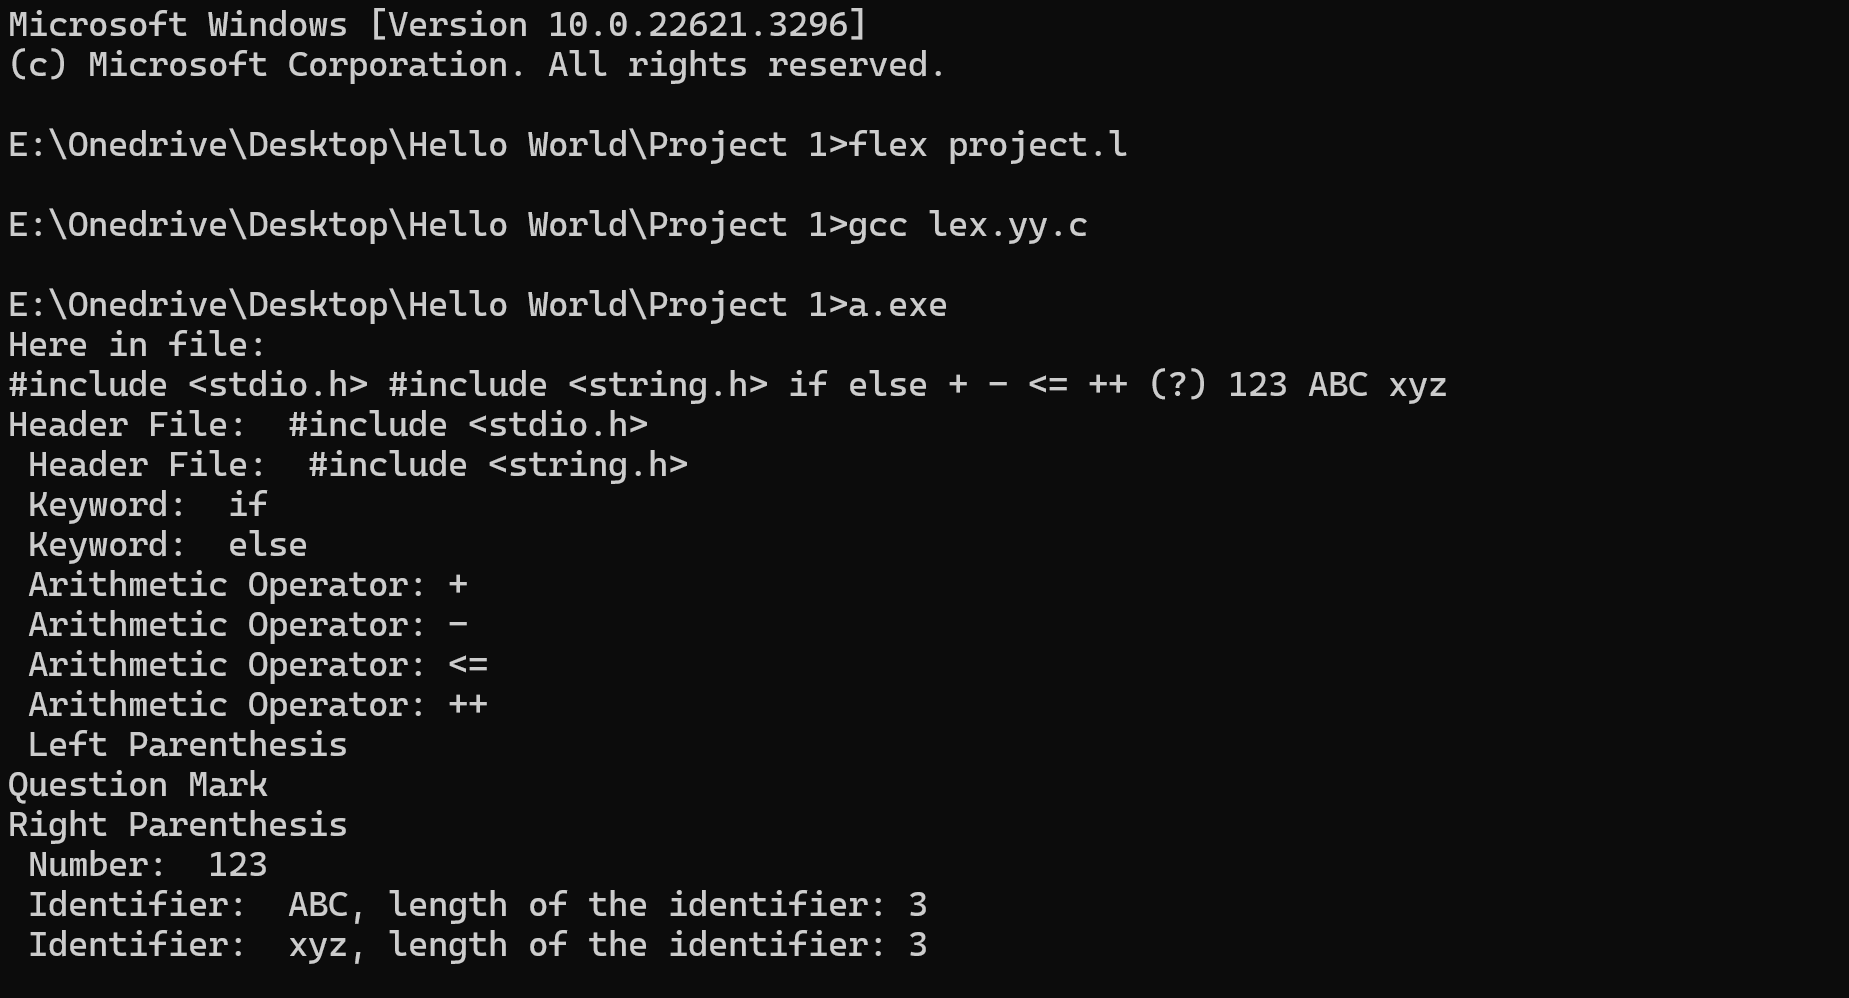 Microsoft Windows [Version 10.0.22621.3296]
(c) Microsoft Corporation. All rights reserved.
E:\Onedrive\Desktop\Hello World\Project 1>flex project.l
E:\Onedrive\Desktop\Hello World\Project 1>gcc lex.yy.c
E:\Onedrive\Desktop\Hello World\Project 1>a.exe
Here in file:
#include <stdio.h> #include <string.h> if else + - <= ++ (?) 123 ABC xyz
Header File:  #include <stdio.h>
 Header File:  #include <string.h>
 Keyword:  if
 Keyword:  else
 Arithmetic Operator: +
 Arithmetic Operator: -
 Arithmetic Operator: <=
 Arithmetic Operator: ++
 Left Parenthesis
Question Mark
Right Parenthesis
 Number:  123
 Identifier:  ABC, length of the identifier: 3
 Identifier:  xyz, length of the identifier: 3